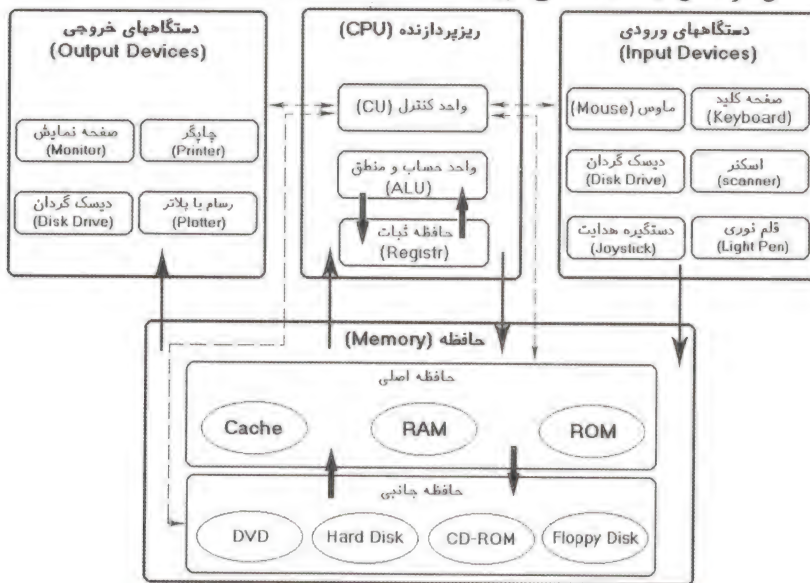 دستگاههای ورودی
(Input Devices)
صفحه کلید
(Keyboard)
ماوس (Mouse)
اسکنر
(scanner)
دیسک گردان
(Disk Drive)
قلم نوری
(Light Pen)
دستگیره هدایت
(Joystick)
ریزپردازنده (CPU)
واحد کنترل (CU)
واحد حساب و منطق
(ALU)
حافظه ثبات
(Registr)
دستگاههای خروجی
(Output Devices)
چاپگر
(Printer)
صفحه نمایش
(Monitor)
رسام یا پلاتر
(Plotter)
دیسک گردان
(Disk Drive)
حافظه (Memory)
حافظه اصلی
ROM
RAM
Cache
حافظه جانبی
Floppy Disk
CD-ROM
Hard Disk
DVD